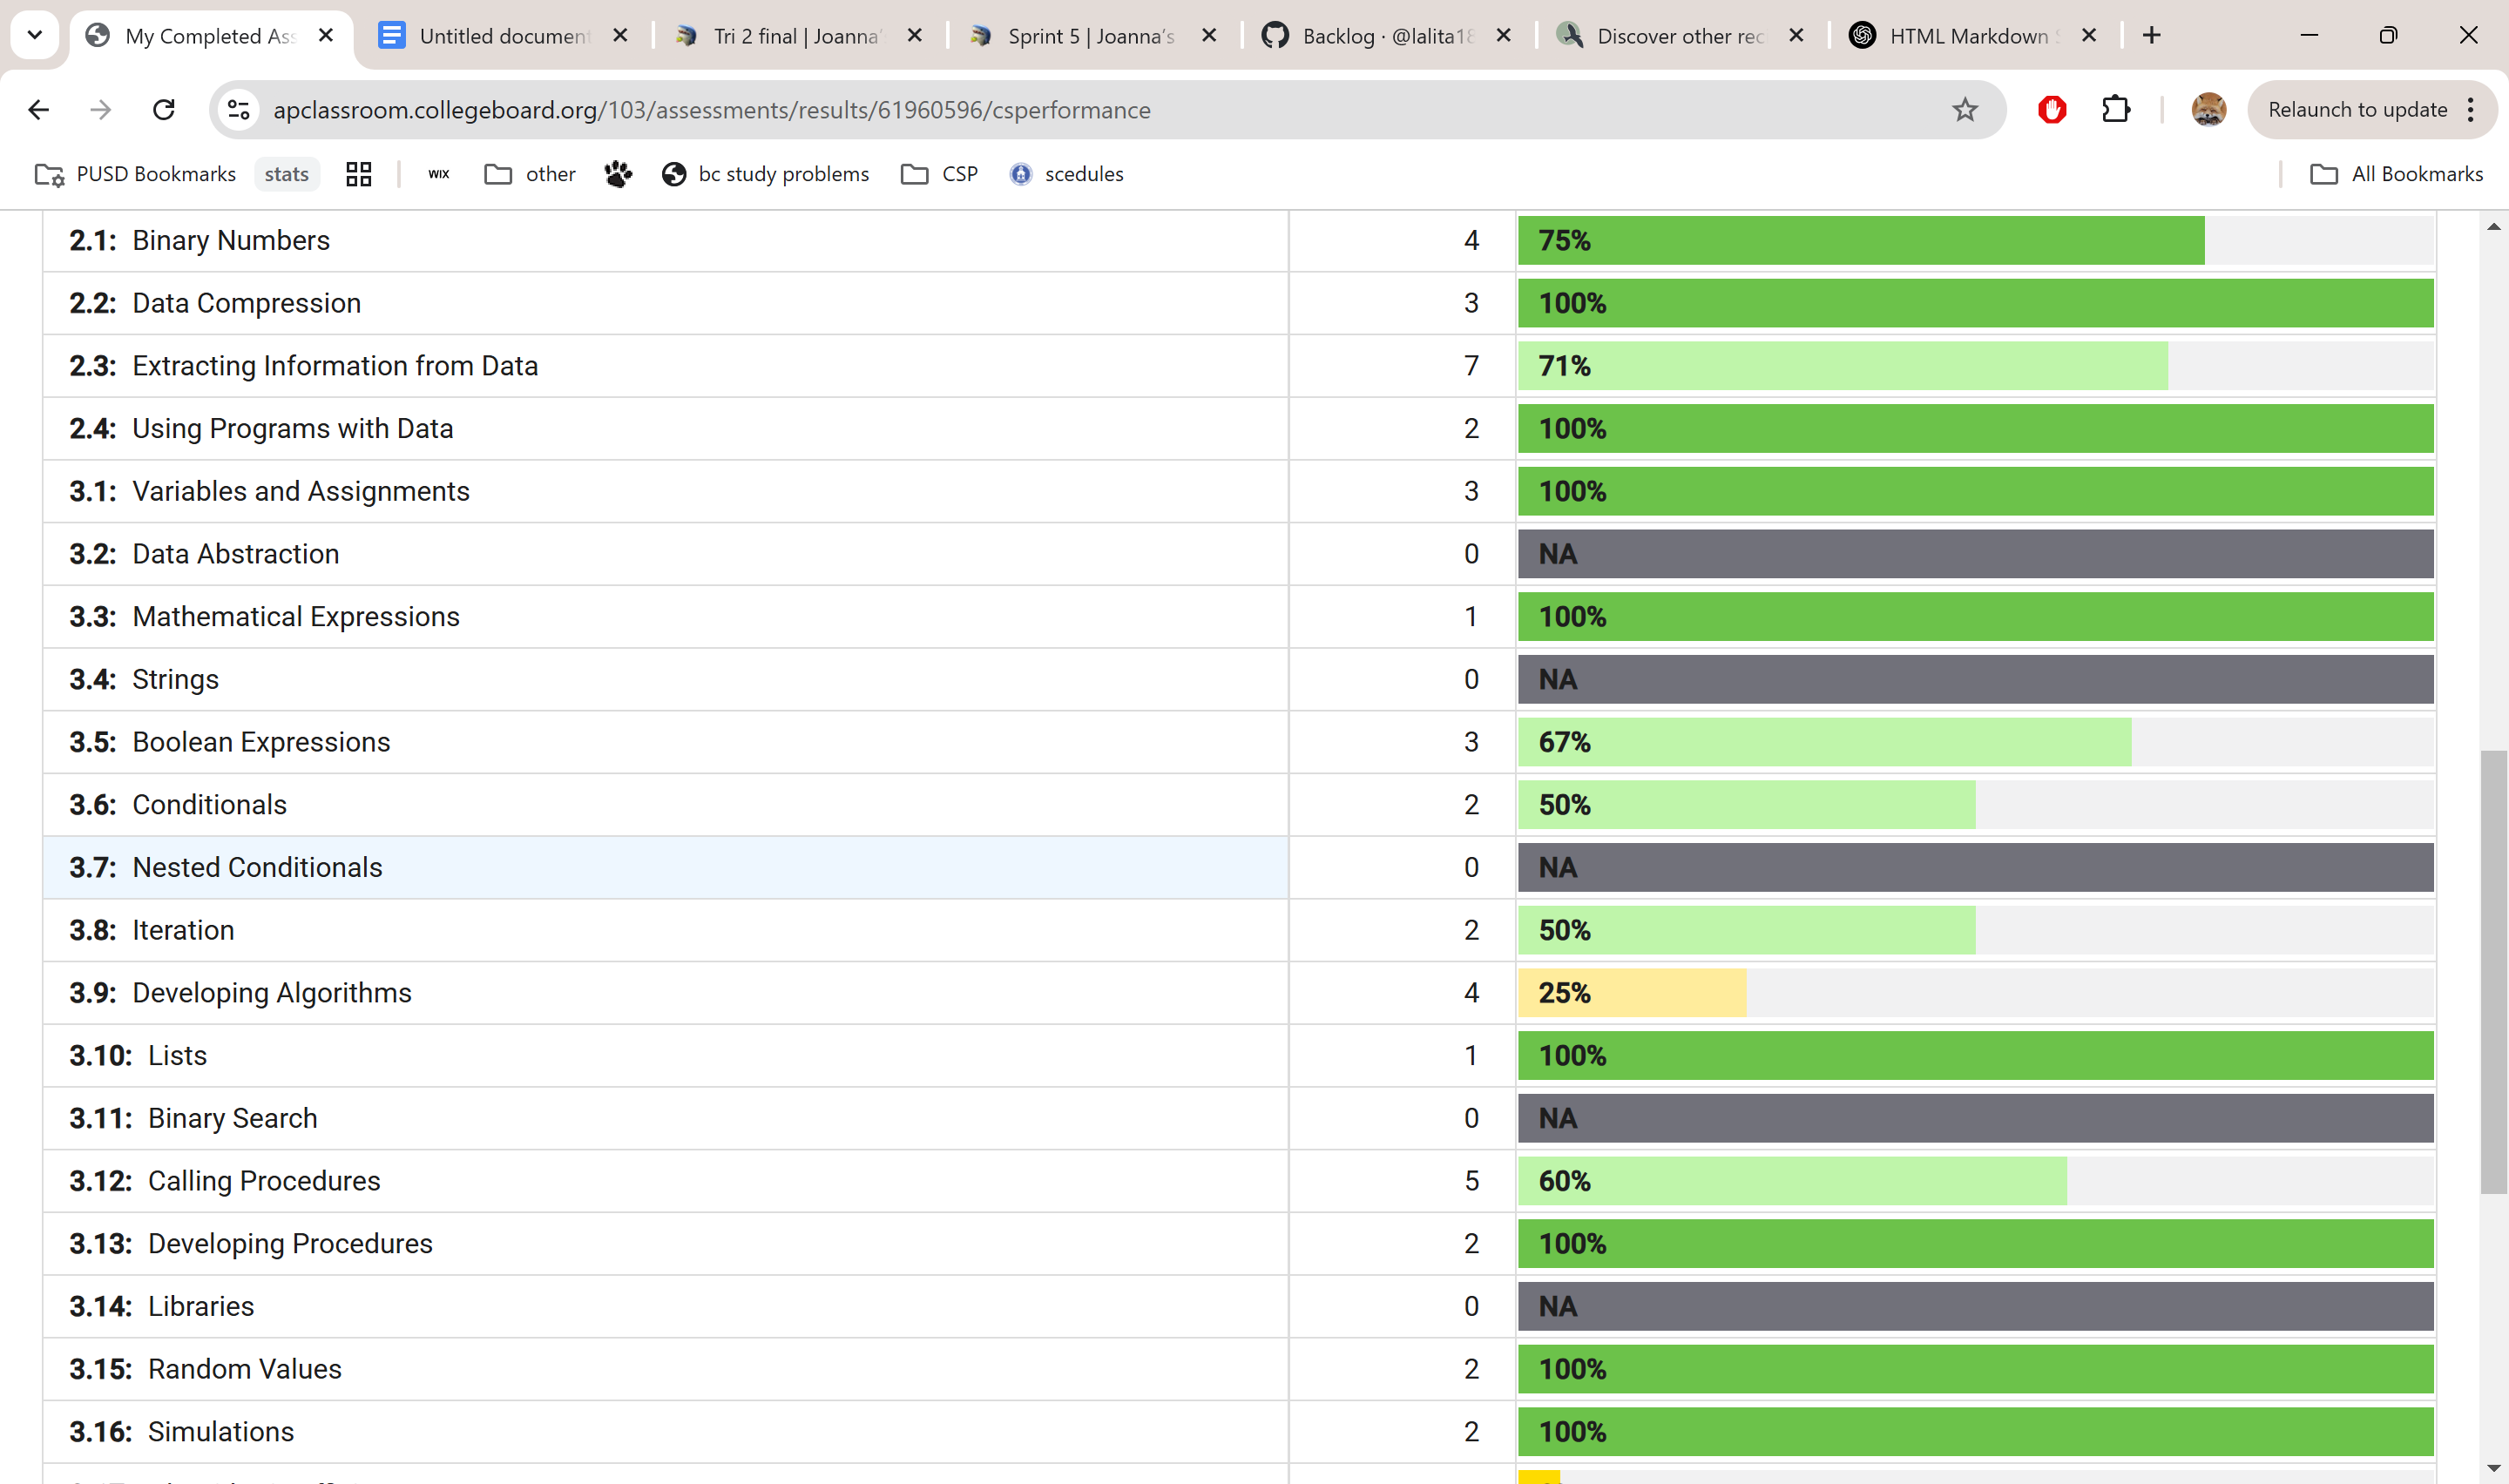 My Completed Ass
Untitled document
Tri 2 final | Joanna'
Sprint 5 | Joanna's
Backlog · @lalita18
Discover other rec
HTML Markdown
apclassroom.collegeboard.org/103/assessments/results/61960596/csperformance
Relaunch to update
PUSD Bookmarks
stats
WIX
other
bc study problems
CSP
scedules
All Bookmarks
2.1: Binary Numbers 4 75%
2.2: Data Compression 3 100%
2.3: Extracting Information from Data 7 71%
2.4: Using Programs with Data 2 100%
3.1: Variables and Assignments 3 100%
3.2: Data Abstraction 0 NA
3.3: Mathematical Expressions 1 100%
3.4: Strings 0 NA
3.5: Boolean Expressions 3 67%
3.6: Conditionals 2 50%
3.7: Nested Conditionals 0 NA
3.8: Iteration 2 50%
3.9: Developing Algorithms 4 25%
3.10: Lists 1 100%
3.11: Binary Search 0 NA
3.12: Calling Procedures 5 60%
3.13: Developing Procedures 2 100%
3.14: Libraries 0 NA
3.15: Random Values 2 100%
3.16: Simulations 2 100%